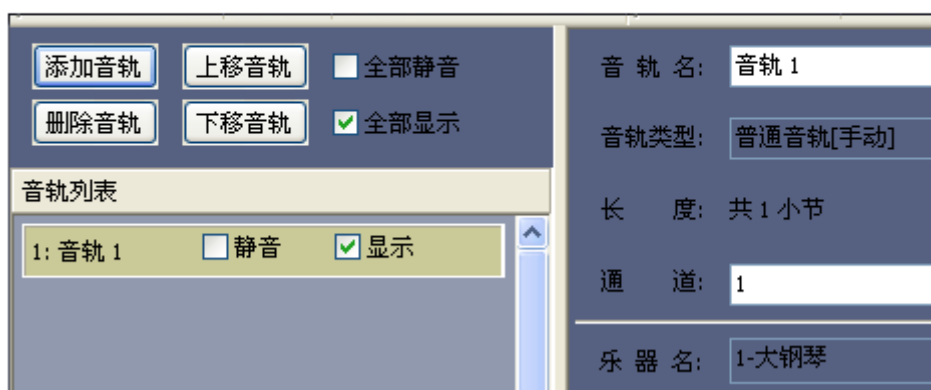 添加音轨 上移音轨 全部静音
删除音轨 下移音轨 全部显示
音轨列表
1: 音轨 1 静音 显示
音 轨 名: 音轨 1
音轨类型: 普通音轨[手动]
长 度: 共 1 小节
通 道: 1
乐 器 名: 1-大钢琴